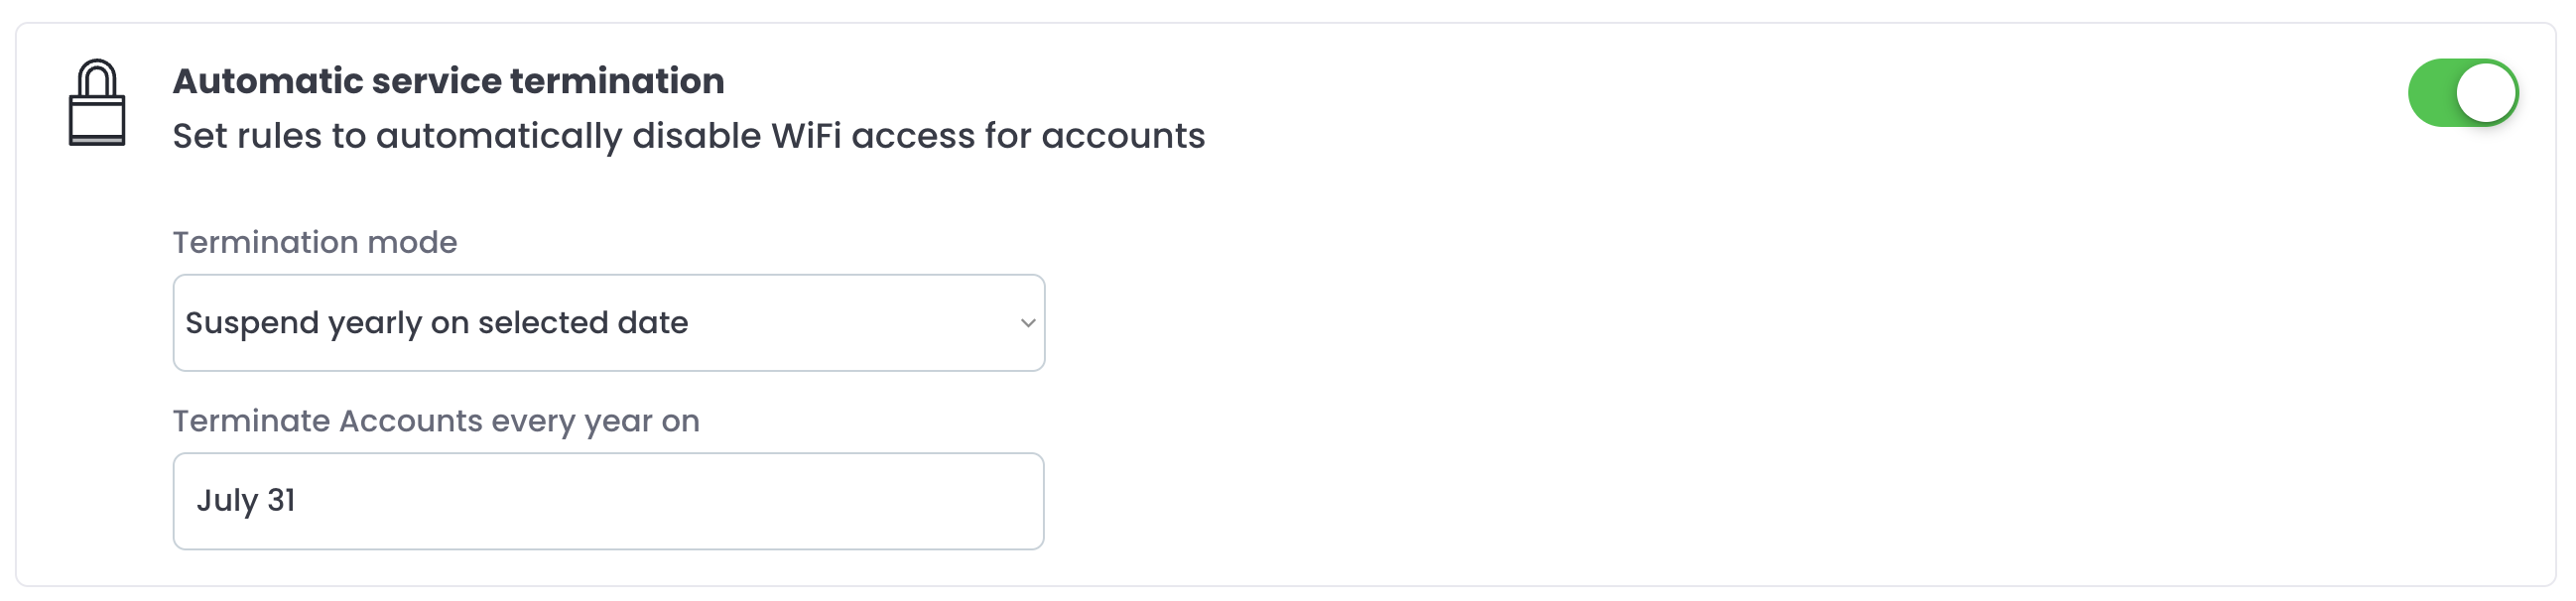 Automatic service termination
Set rules to automatically disable WiFi access for accounts
Termination mode
Suspend yearly on selected date
Terminate Accounts every year on
July 31